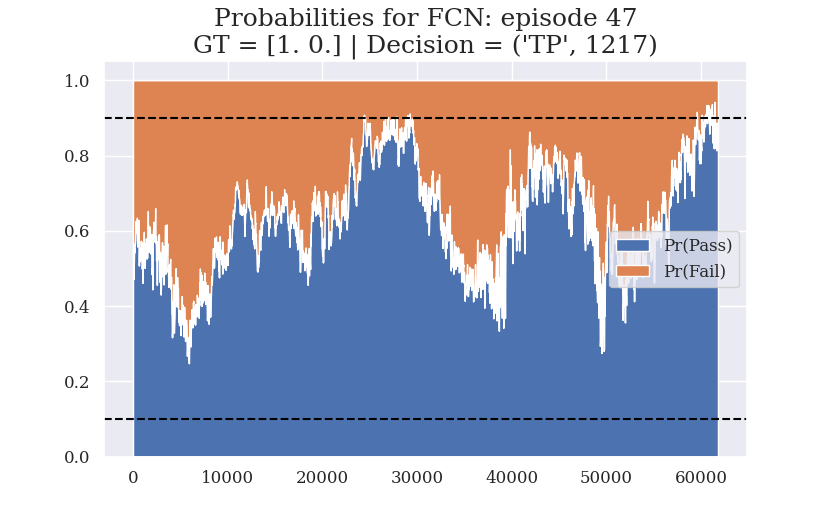 Probabilities for FCN: episode 47
GT = [1. 0.] | Decision = ('TP', 1217)
1.0
0.8
0.6
0.4
0.2
0.0
Pr(Pass)
Pr(Fail)
0 10000 20000 30000 40000 50000 60000